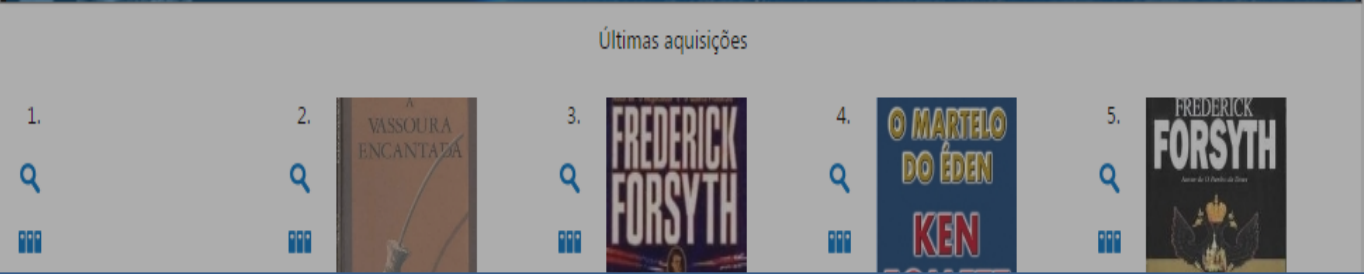 Últimas aquisições
1.
2.
A
VASSOURA
ENCANTADA
3.
FREDERICK
FORSYTH
4.
O MARTELO
DO ÉDEN
KEN
5.
FREDERICK
FORSYTH